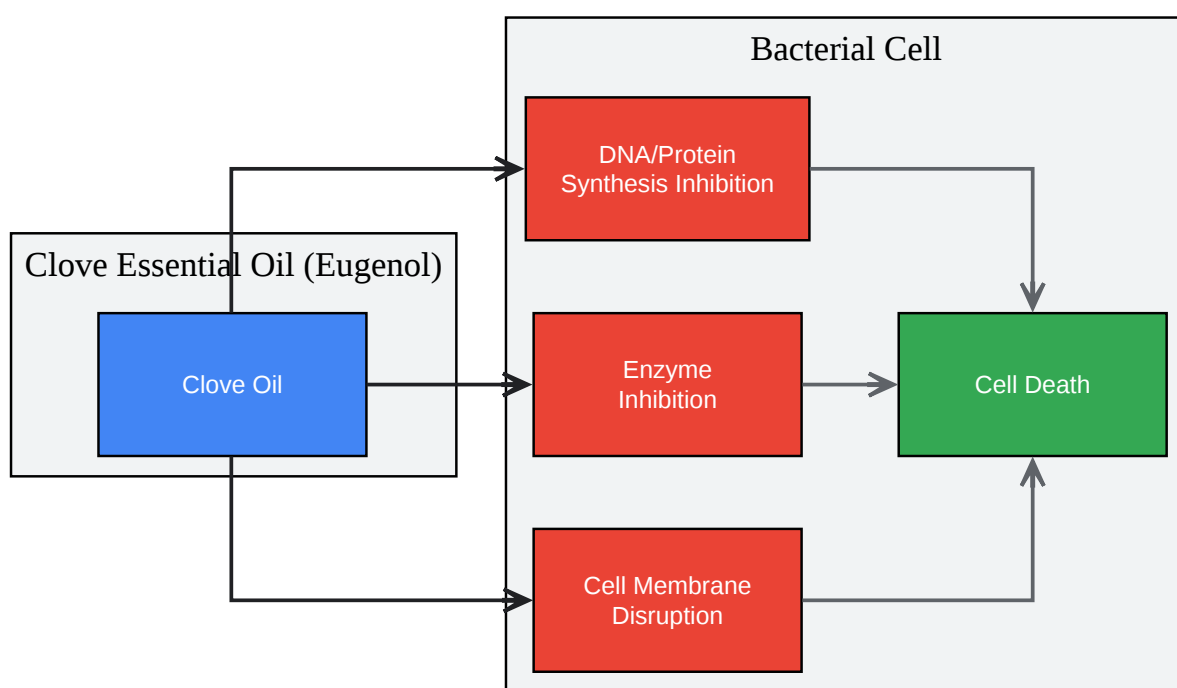 Bacterial Cell
DNA/Protein
Synthesis Inhibition
Clove Essential Oil (Eugenol)
Clove Oil
Enzyme
Inhibition
Cell Death
Cell Membrane
Disruption